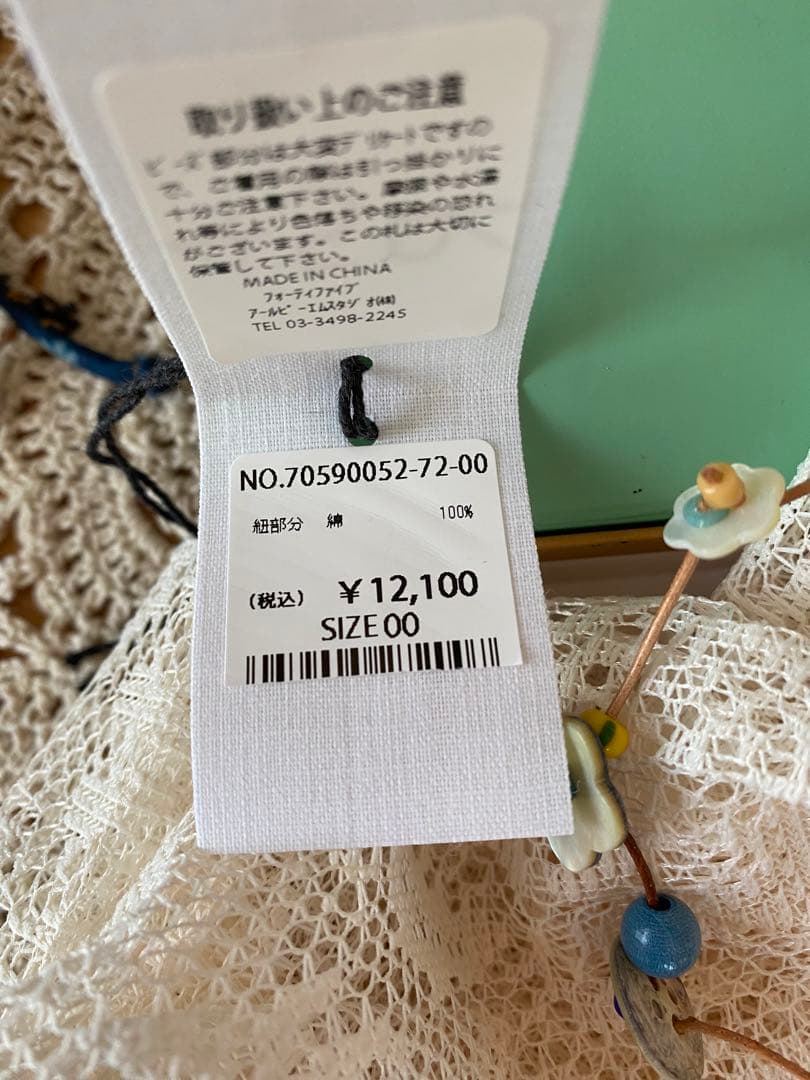 取り扱い上のご注意
ビーズ部分は大変デリケートですの
で、ご着用の際は引っ掛かりに
十分ご注意下さい。摩擦や水濡
れ等により色落ちや移染の恐れ
がございます。この札は大切に
保管して下さい。
MADE IN CHINA
フォーティファイブ
アールピーエムスタジオ(株)
TEL 03-3498-2245
NO.70590052-72-00
紐部分 綿 100%
(税込) ¥12,100
SIZE 00